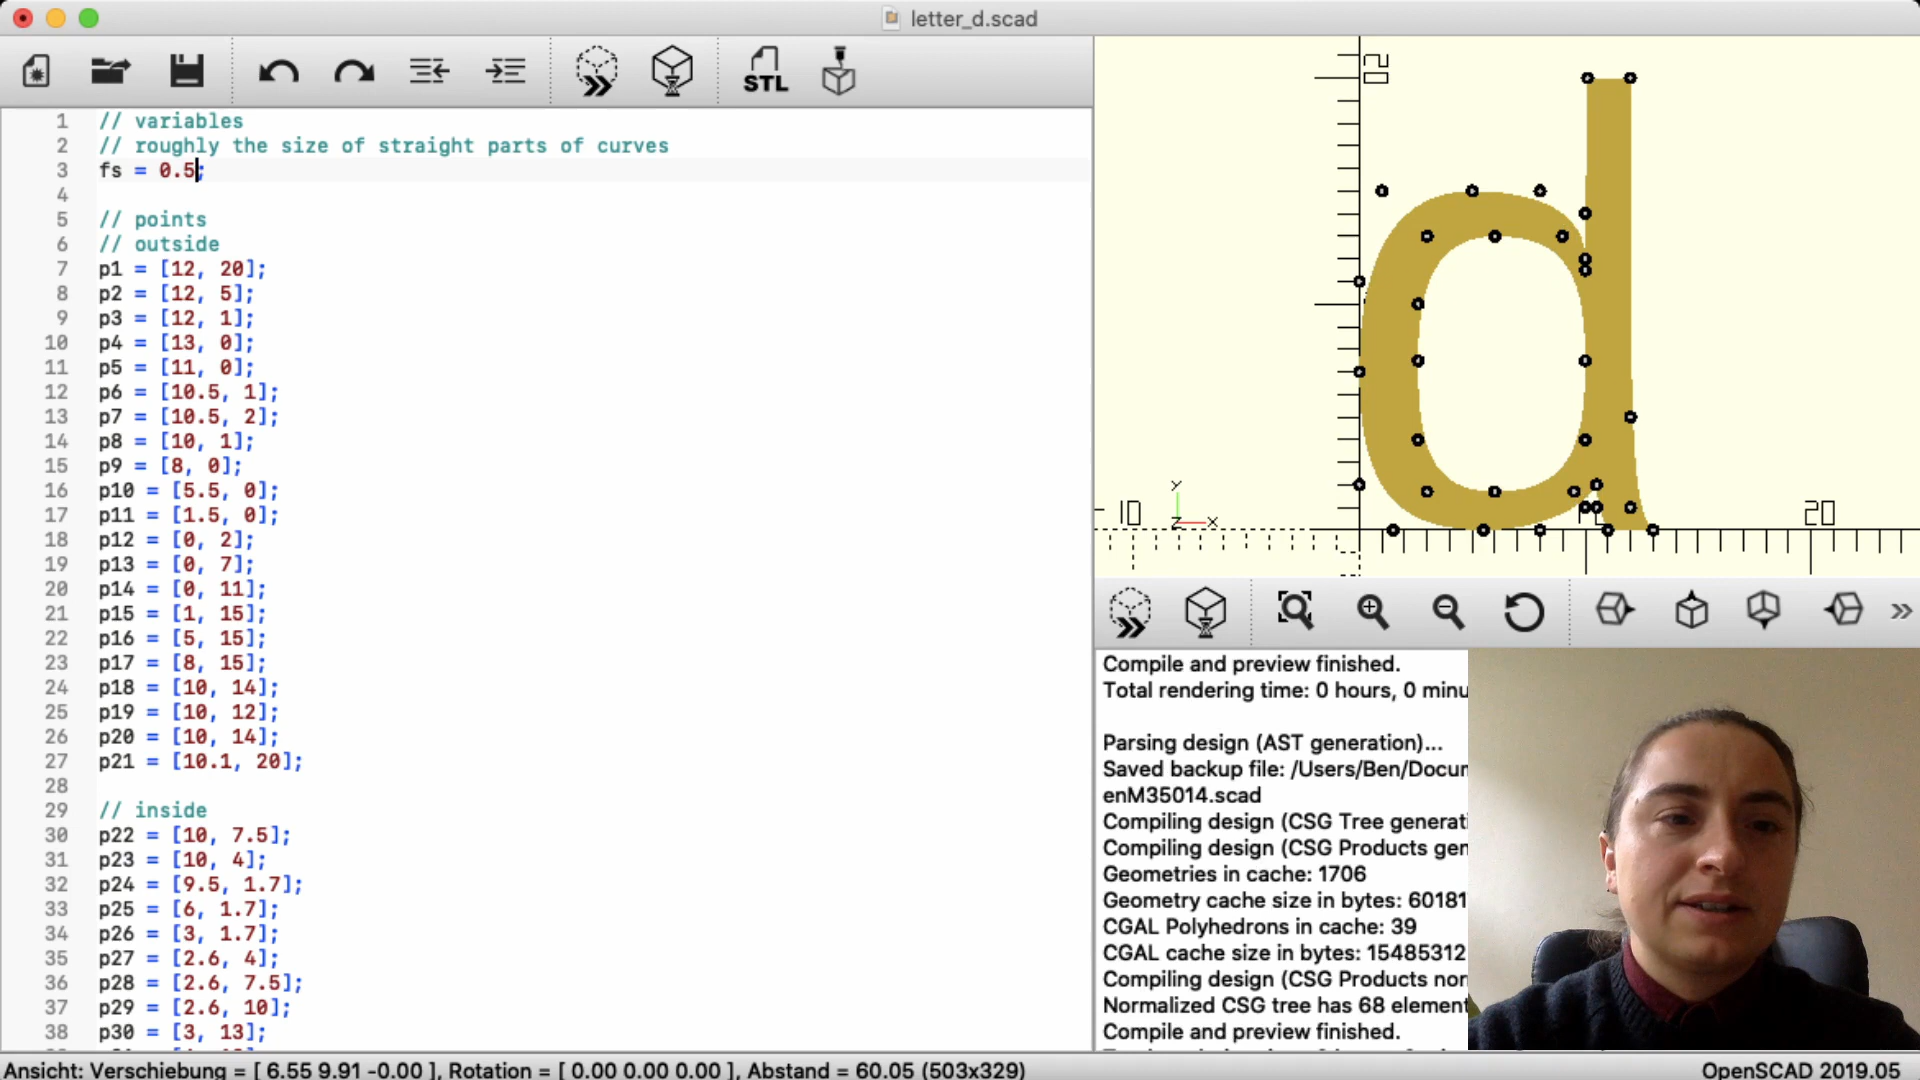 letter_d.scad
STL
1 // variables
2 // roughly the size of straight parts of curves
3 fs = 0.5;
4
5 // points
6 // outside
7 p1 = [12, 20];
8 p2 = [12, 5];
9 p3 = [12, 1];
10 p4 = [13, 0];
11 p5 = [11, 0];
12 p6 = [10.5, 1];
13 p7 = [10.5, 2];
14 p8 = [10, 1];
15 p9 = [8, 0];
16 p10 = [5.5, 0];
17 p11 = [1.5, 0];
18 p12 = [0, 2];
19 p13 = [0, 7];
20 p14 = [0, 11];
21 p15 = [1, 15];
22 p16 = [5, 15];
23 p17 = [8, 15];
24 p18 = [10, 14];
25 p19 = [10, 12];
26 p20 = [10, 14];
27 p21 = [10.1, 20];
28
29 // inside
30 p22 = [10, 7.5];
31 p23 = [10, 4];
32 p24 = [9.5, 1.7];
33 p25 = [6, 1.7];
34 p26 = [3, 1.7];
35 p27 = [2.6, 4];
36 p28 = [2.6, 7.5];
37 p29 = [2.6, 10];
38 p30 = [3, 13];
20
d
-10
Y
Z X
20
Compile and preview finished.
Total rendering time: 0 hours, 0 minu
Parsing design (AST generation)...
Saved backup file: /Users/Ben/Docum
enM35014.scad
Compiling design (CSG Tree generati
Compiling design (CSG Products gen
Geometries in cache: 1706
Geometry cache size in bytes: 60181
CGAL Polyhedrons in cache: 39
CGAL cache size in bytes: 15485312
Compiling design (CSG Products nor
Normalized CSG tree has 68 element
Compile and preview finished.
Ansicht: Verschiebung = [ 6.55 9.91 -0.00 ], Rotation = [ 0.00 0.00 0.00 ], Abstand = 60.05 (503x329)
OpenSCAD 2019.05